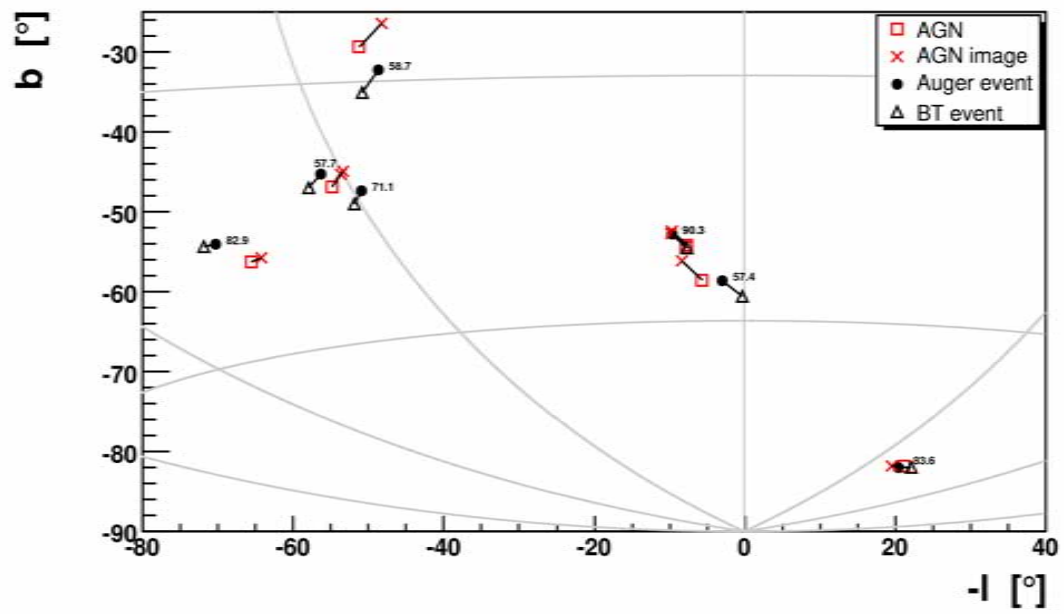 b [°]
-30
-40
-50
-60
-70
-80
-90
AGN
AGN image
Auger event
BT event
58.7
57.7
71.1
82.9
90.3
57.4
83.6
-80 -60 -40 -20 0 20 40
-l [°]